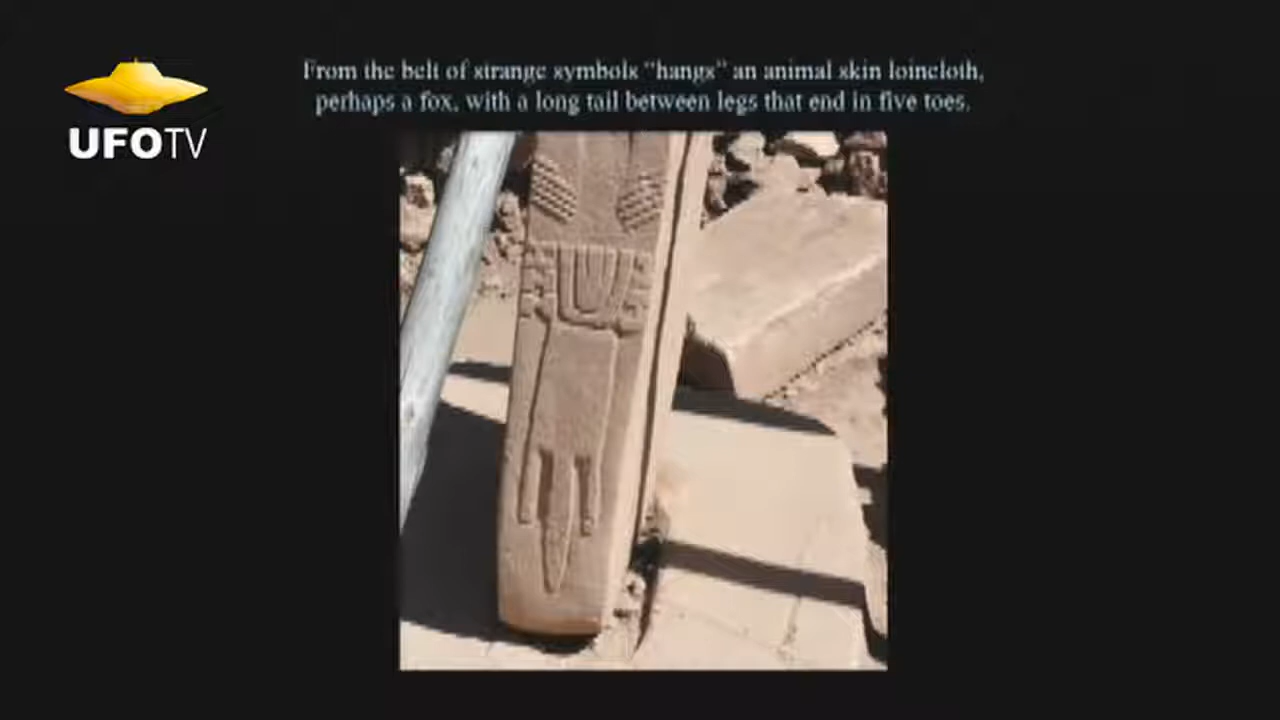 From the belt of strange symbols "hangs" an animal skin loincloth,
perhaps a fox, with a long tail between legs that end in five toes.
UFOTV